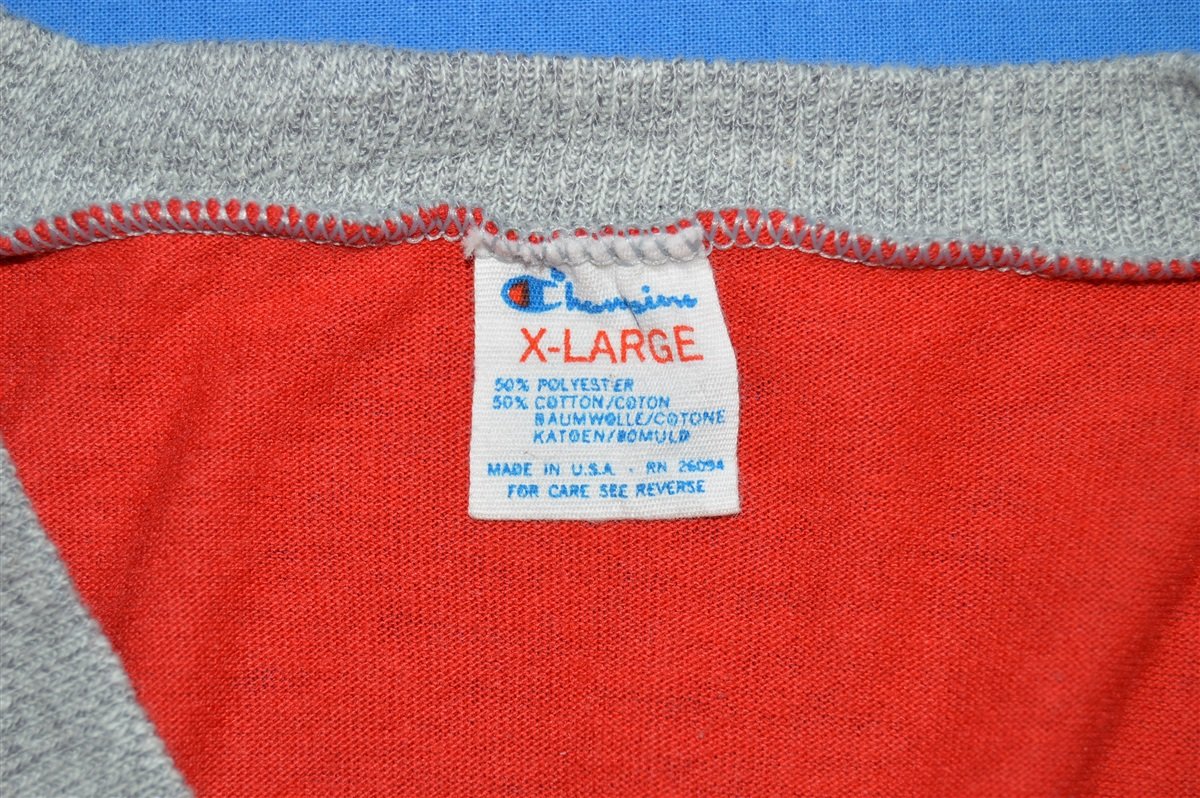 Champion
X-LARGE
50% POLYESTER
50% COTTON/COTON
BAUMWOLLE/COTONE
KATOEN/BOMULD
MADE IN U.S.A. - RN 26094
FOR CARE SEE REVERSE